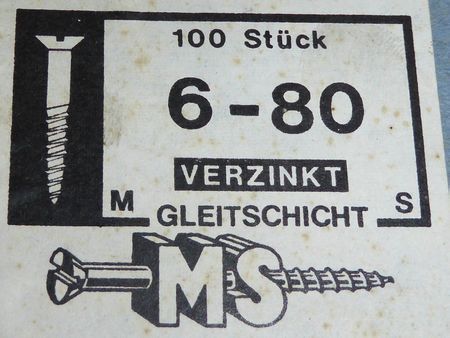 100 Stück
6-80
VERZINKT
M GLEITSCHICHT S
MS